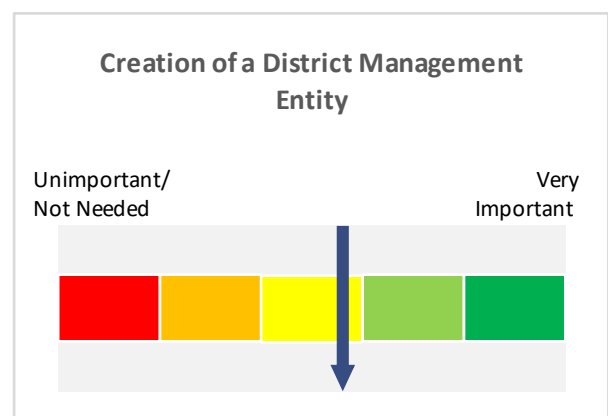 Creation of a District Management
Entity
Unimportant/
Not Needed
Very
Important